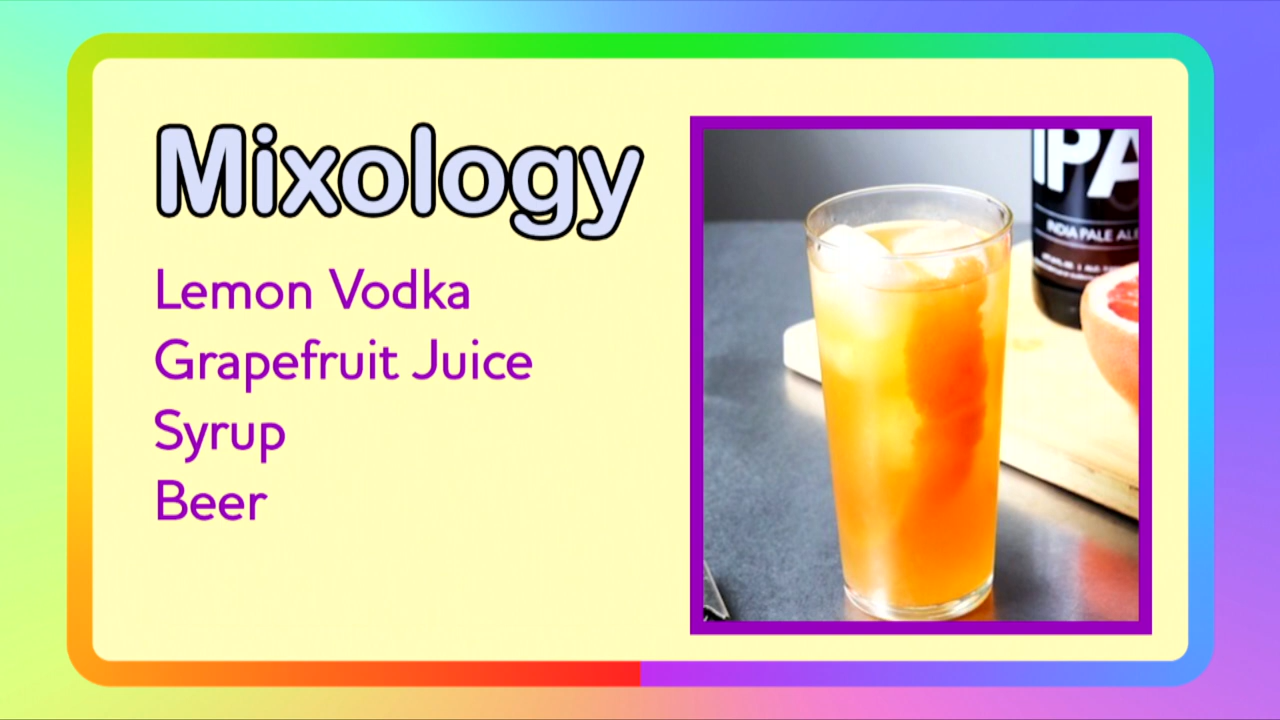 Mixology
Lemon Vodka
Grapefruit Juice
Syrup
Beer
IPA
INDIA PALE ALE